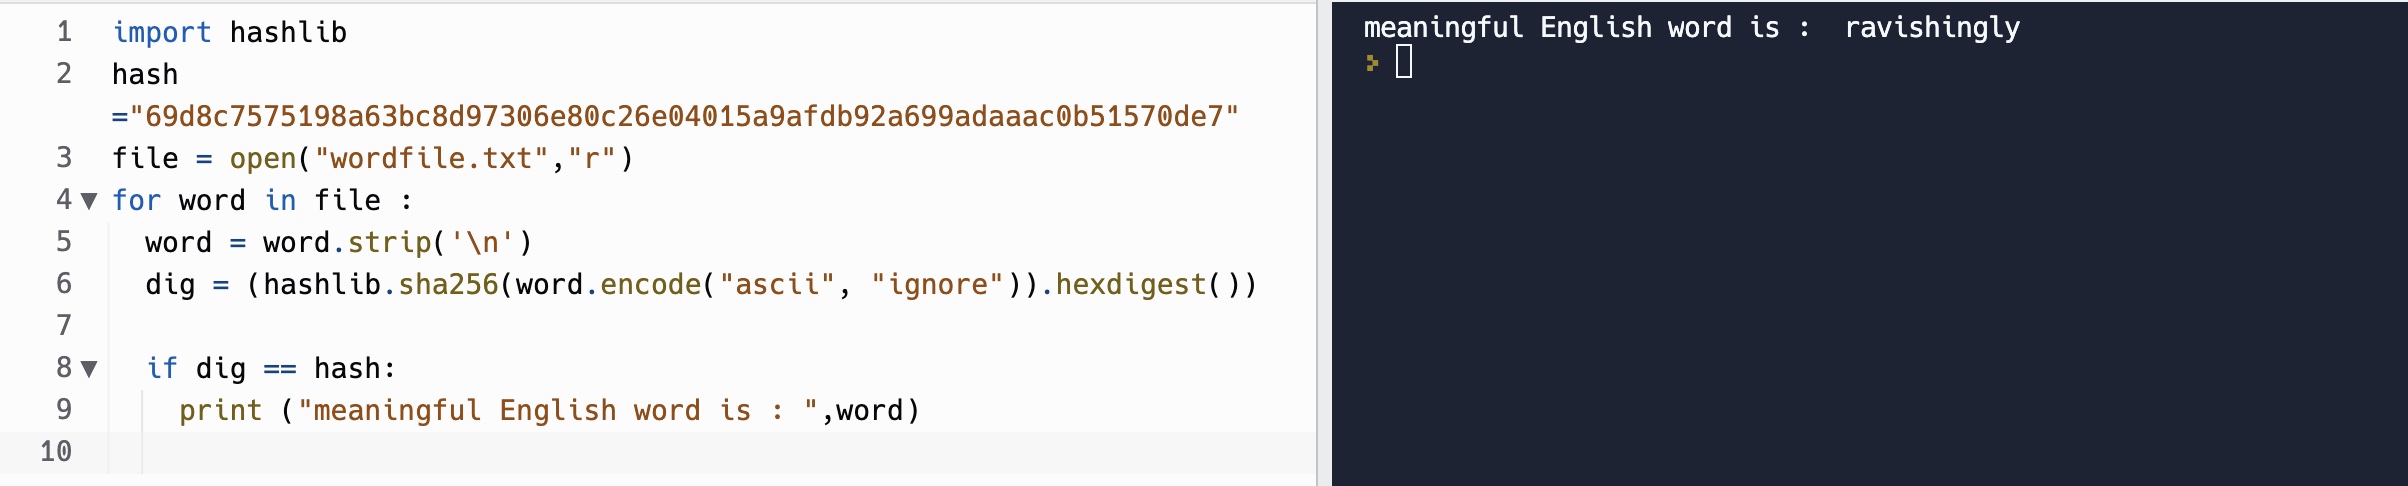 1 import hashlib
2 hash
="69d8c7575198a63bc8d97306e80c26e04015a9afdb92a699adaaac0b51570de7"
3 file = open("wordfile.txt","r")
4 ▼ for word in file :
5 word = word.strip('\n')
6 dig = (hashlib.sha256(word.encode("ascii", "ignore")).hexdigest())
7
8 ▼ if dig == hash:
9 print ("meaningful English word is : ",word)
10
meaningful English word is :  ravishingly